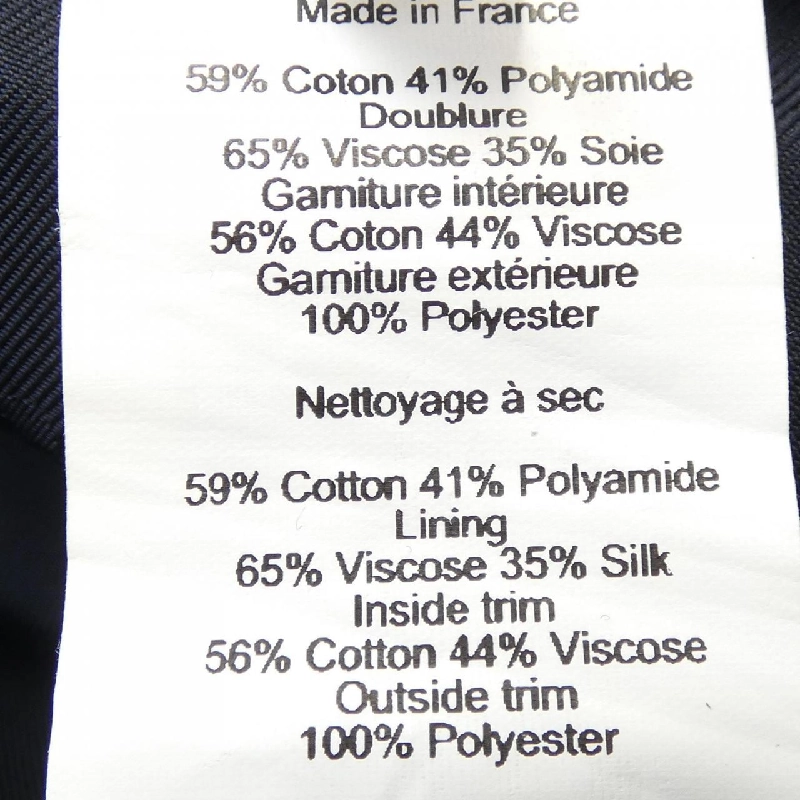 Made in France
59% Coton 41% Polyamide
Doublure
65% Viscose 35% Soie
Garniture intérieure
56% Coton 44% Viscose
Garniture extérieure
100% Polyester
Nettoyage à sec
59% Cotton 41% Polyamide
Lining
65% Viscose 35% Silk
Inside trim
56% Cotton 44% Viscose
Outside trim
100% Polyester